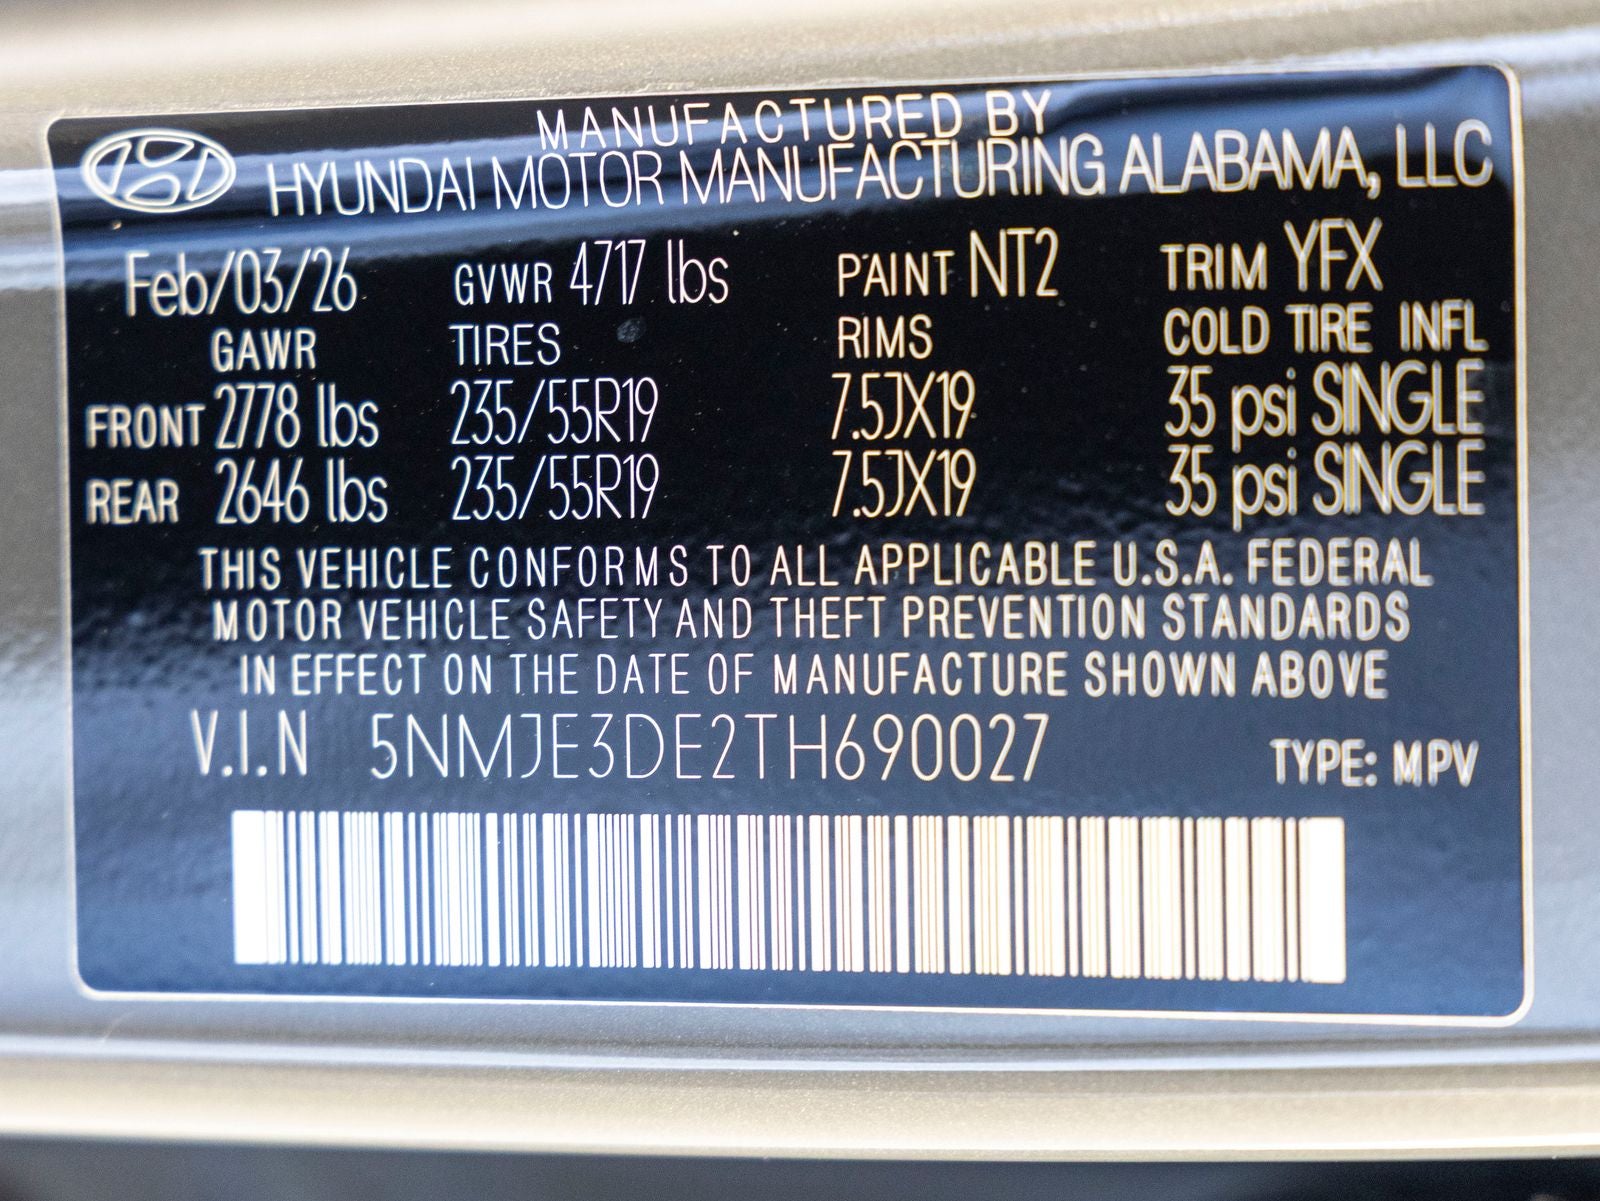 MANUFACTURED BY
HYUNDAI MOTOR MANUFACTURING ALABAMA, LLC
Feb/03/26 GVWR 4717 lbs PAINT NT2 TRIM YFX
GAWR TIRES RIMS COLD TIRE INFL
FRONT 2778 lbs 235/55R19 7.5JX19 35 psi SINGLE
REAR 2646 lbs 235/55R19 7.5JX19 35 psi SINGLE
THIS VEHICLE CONFORMS TO ALL APPLICABLE U.S.A. FEDERAL
MOTOR VEHICLE SAFETY AND THEFT PREVENTION STANDARDS
IN EFFECT ON THE DATE OF MANUFACTURE SHOWN ABOVE
V.I.N 5NMJE3DE2TH690027 TYPE: MPV